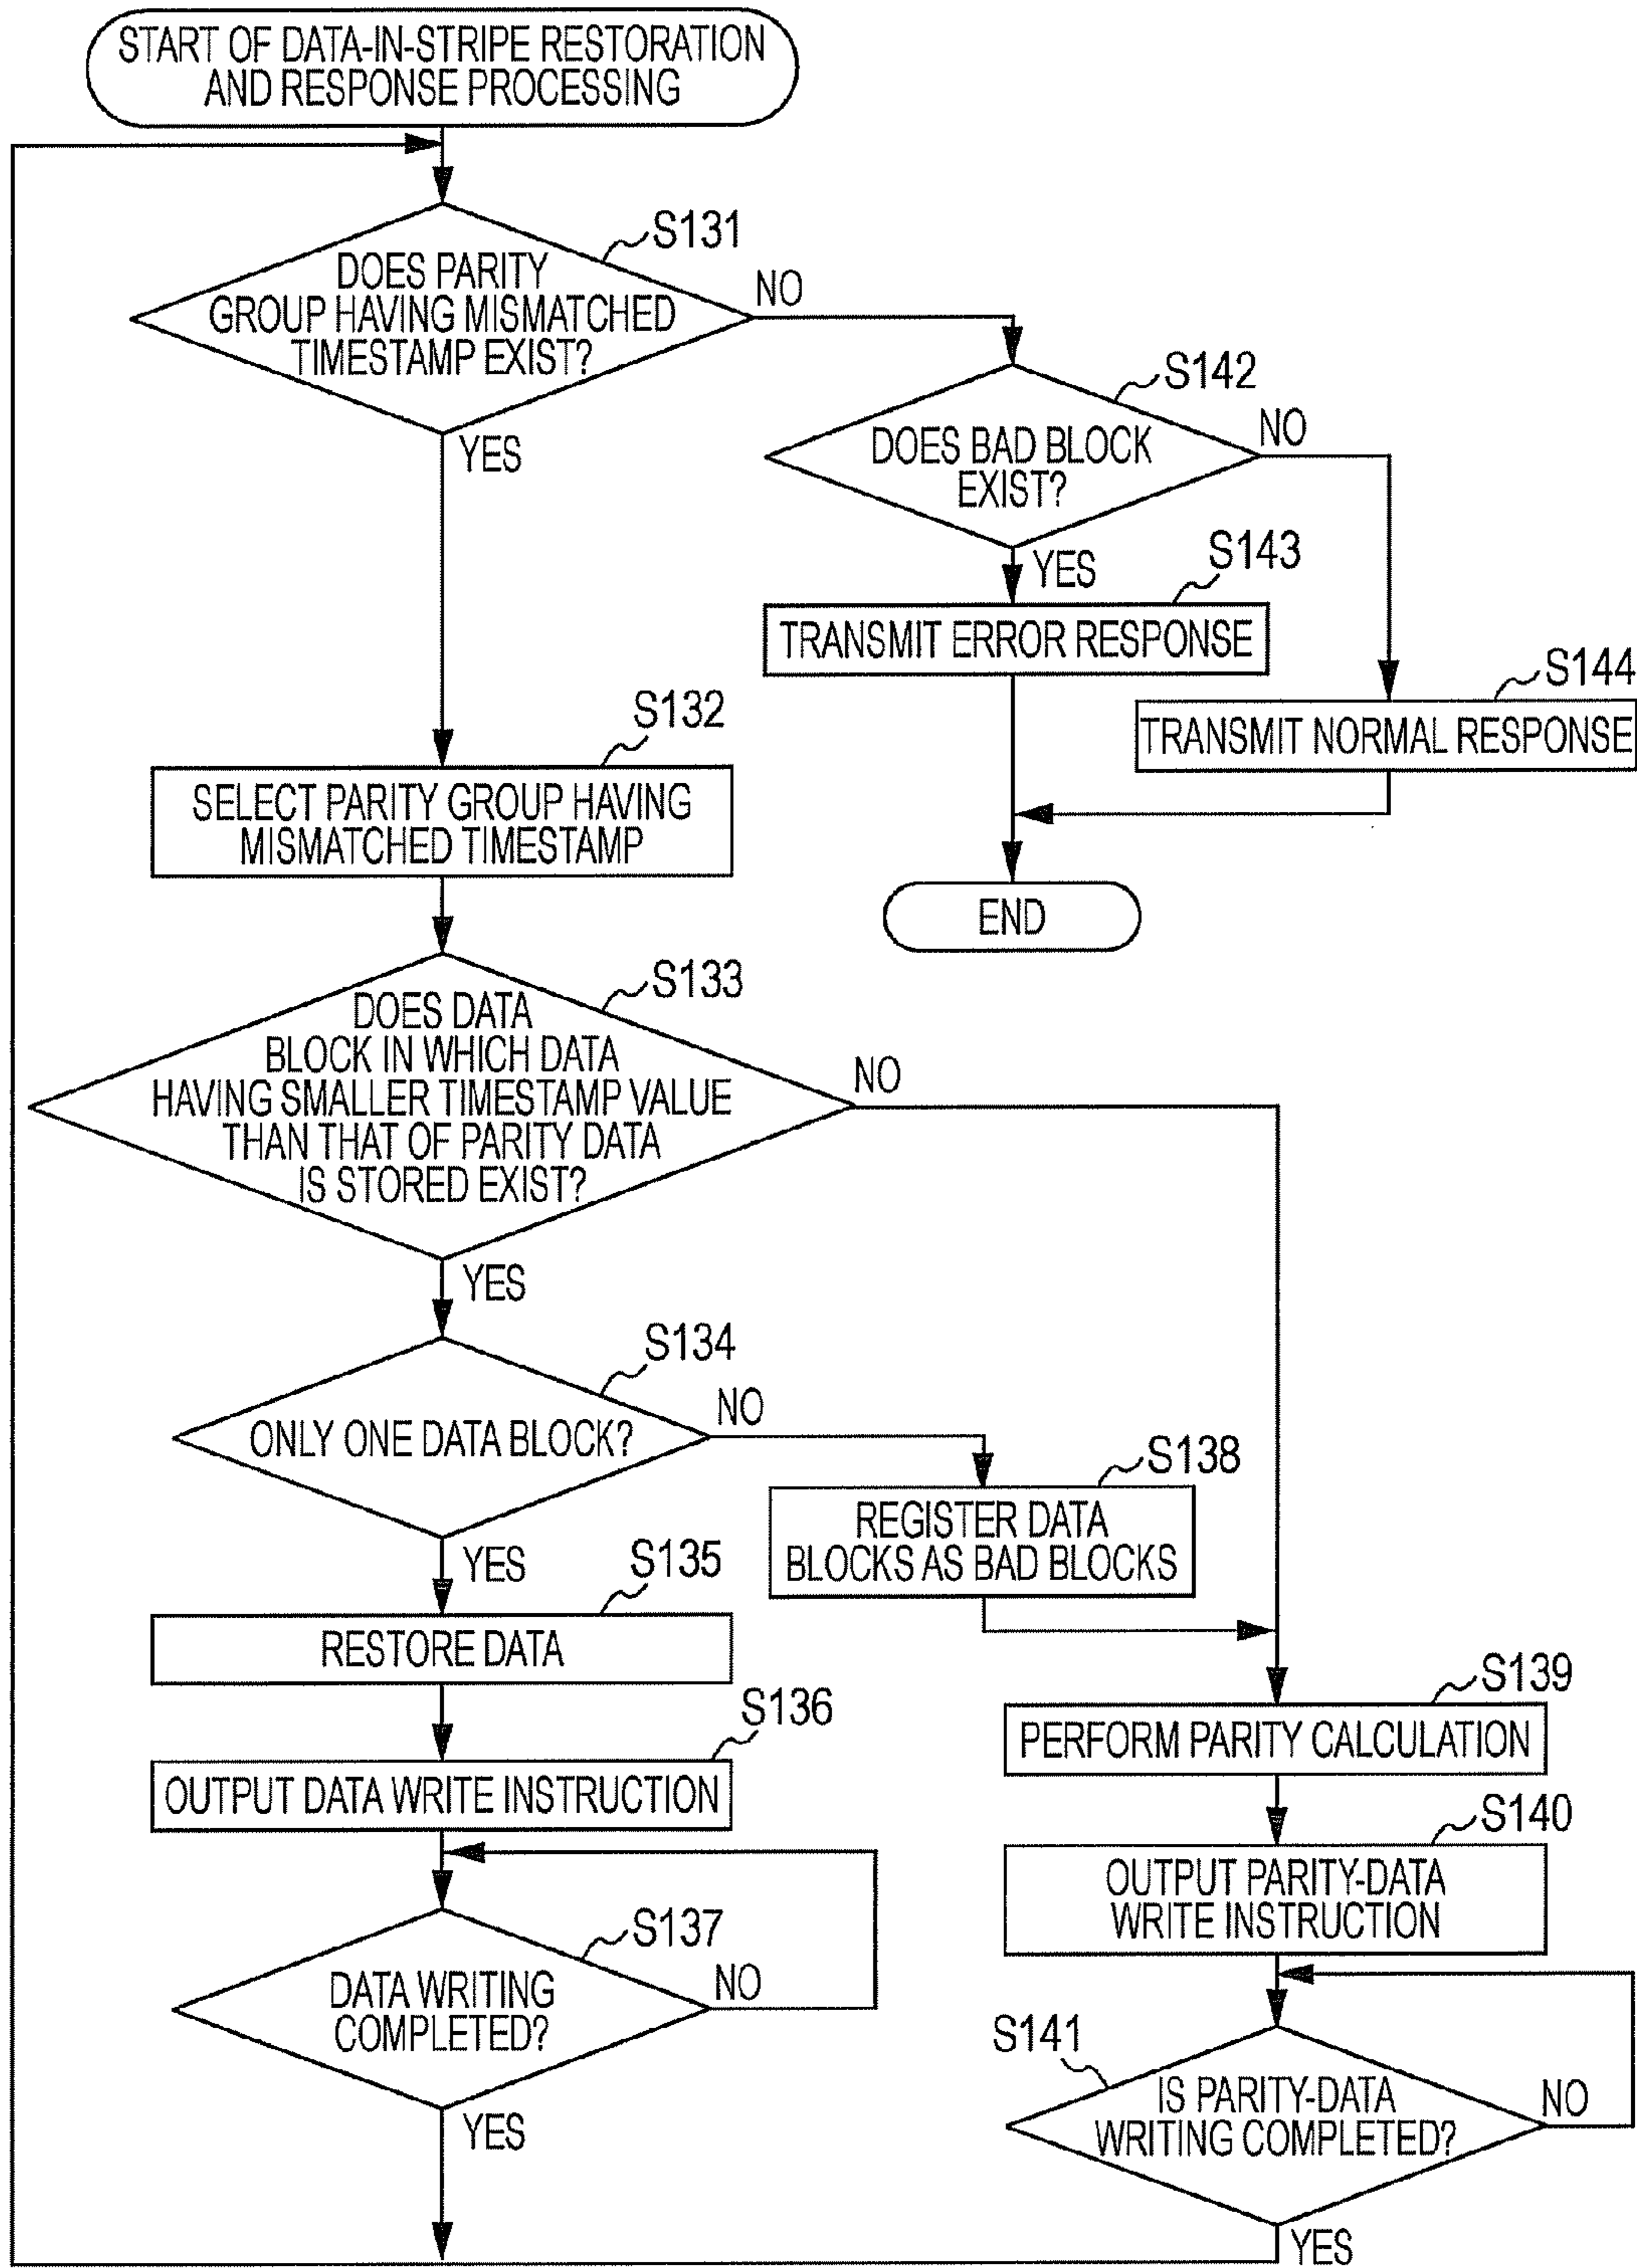 START OF DATA-IN-STRIPE RESTORATION
AND RESPONSE PROCESSING
S131
DOES PARITY
GROUP HAVING MISMATCHED
TIMESTAMP EXIST?
NO
YES
S142
DOES BAD BLOCK
EXIST?
NO
YES
S143
TRANSMIT ERROR RESPONSE
S144
TRANSMIT NORMAL RESPONSE
END
S132
SELECT PARITY GROUP HAVING
MISMATCHED TIMESTAMP
S133
DOES DATA
BLOCK IN WHICH DATA
HAVING SMALLER TIMESTAMP VALUE
THAN THAT OF PARITY DATA
IS STORED EXIST?
NO
YES
S134
ONLY ONE DATA BLOCK?
NO
YES
S138
REGISTER DATA
BLOCKS AS BAD BLOCKS
S135
RESTORE DATA
S136
OUTPUT DATA WRITE INSTRUCTION
S137
DATA WRITING
COMPLETED?
NO
YES
S139
PERFORM PARITY CALCULATION
S140
OUTPUT PARITY-DATA
WRITE INSTRUCTION
S141
IS PARITY-DATA
WRITING COMPLETED?
NO
YES